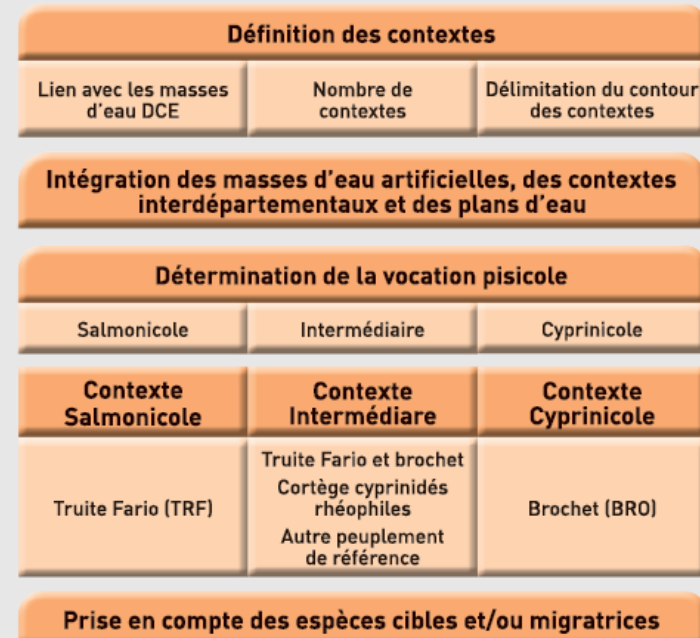 Définition des contextes
Lien avec les masses
d'eau DCE
Nombre de
contextes
Délimitation du contour
des contextes
Intégration des masses d'eau artificielles, des contextes
interdépartementaux et des plans d'eau
Détermination de la vocation pisicole
Salmonicole
Intermédiaire
Cyprinicole
Contexte
Salmonicole
Contexte
Intermédiare
Contexte
Cyprinicole
Truite Fario (TRF)
Truite Fario et brochet
Cortège cyprinidés
rhéophiles
Autre peuplement
de référence
Brochet (BRO)
Prise en compte des espèces cibles et/ou migratrices